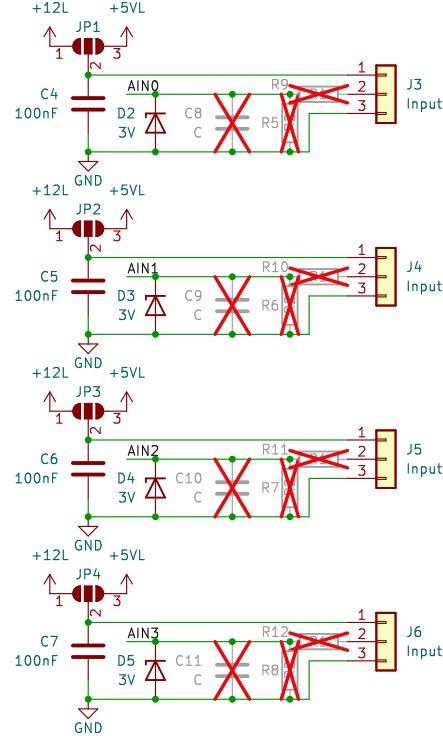 +12L +5VL
JP1
1 3
2
C4
100nF
AIN0
D2
3V
C8
C
R9
R5
1
2
3
J3
Input
GND
+12L +5VL
JP2
1 3
2
C5
100nF
AIN1
D3
3V
C9
C
R10
R6
1
2
3
J4
Input
GND
+12L +5VL
JP3
1 3
2
C6
100nF
AIN2
D4
3V
C10
C
R11
R7
1
2
3
J5
Input
GND
+12L +5VL
JP4
1 3
2
C7
100nF
AIN3
D5
3V
C11
C
R12
R8
1
2
3
J6
Input
GND